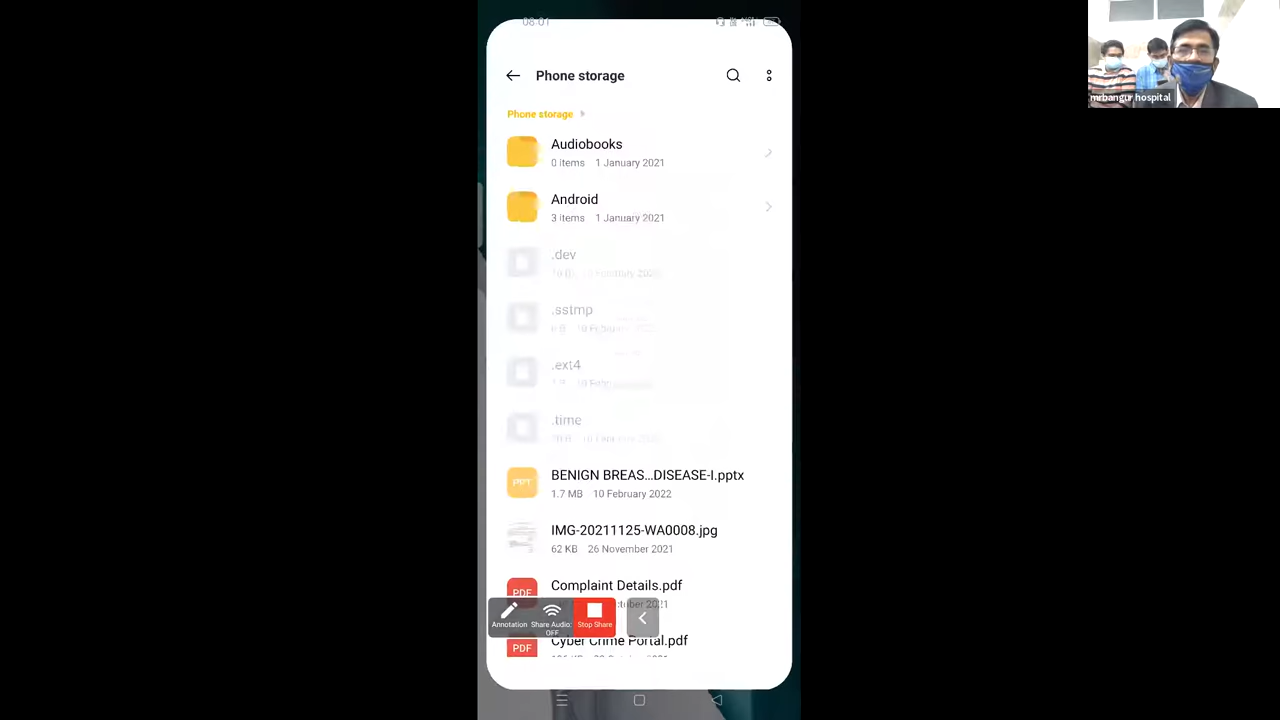 08:01
mrbangur hospital
Phone storage
Phone storage
Audiobooks
0 items 1 January 2021
Android
3 items 1 January 2021
.dev
.sstmp
.ext4
.time
BENIGN BREAS...DISEASE-I.pptx
PPT
1.7 MB 10 February 2022
IMG-20211125-WA0008.jpg
62 KB 26 November 2021
Complaint Details.pdf
PDF
Annotation
Share Audio: OFF
Stop Share
Cyber Crime Portal.pdf
PDF